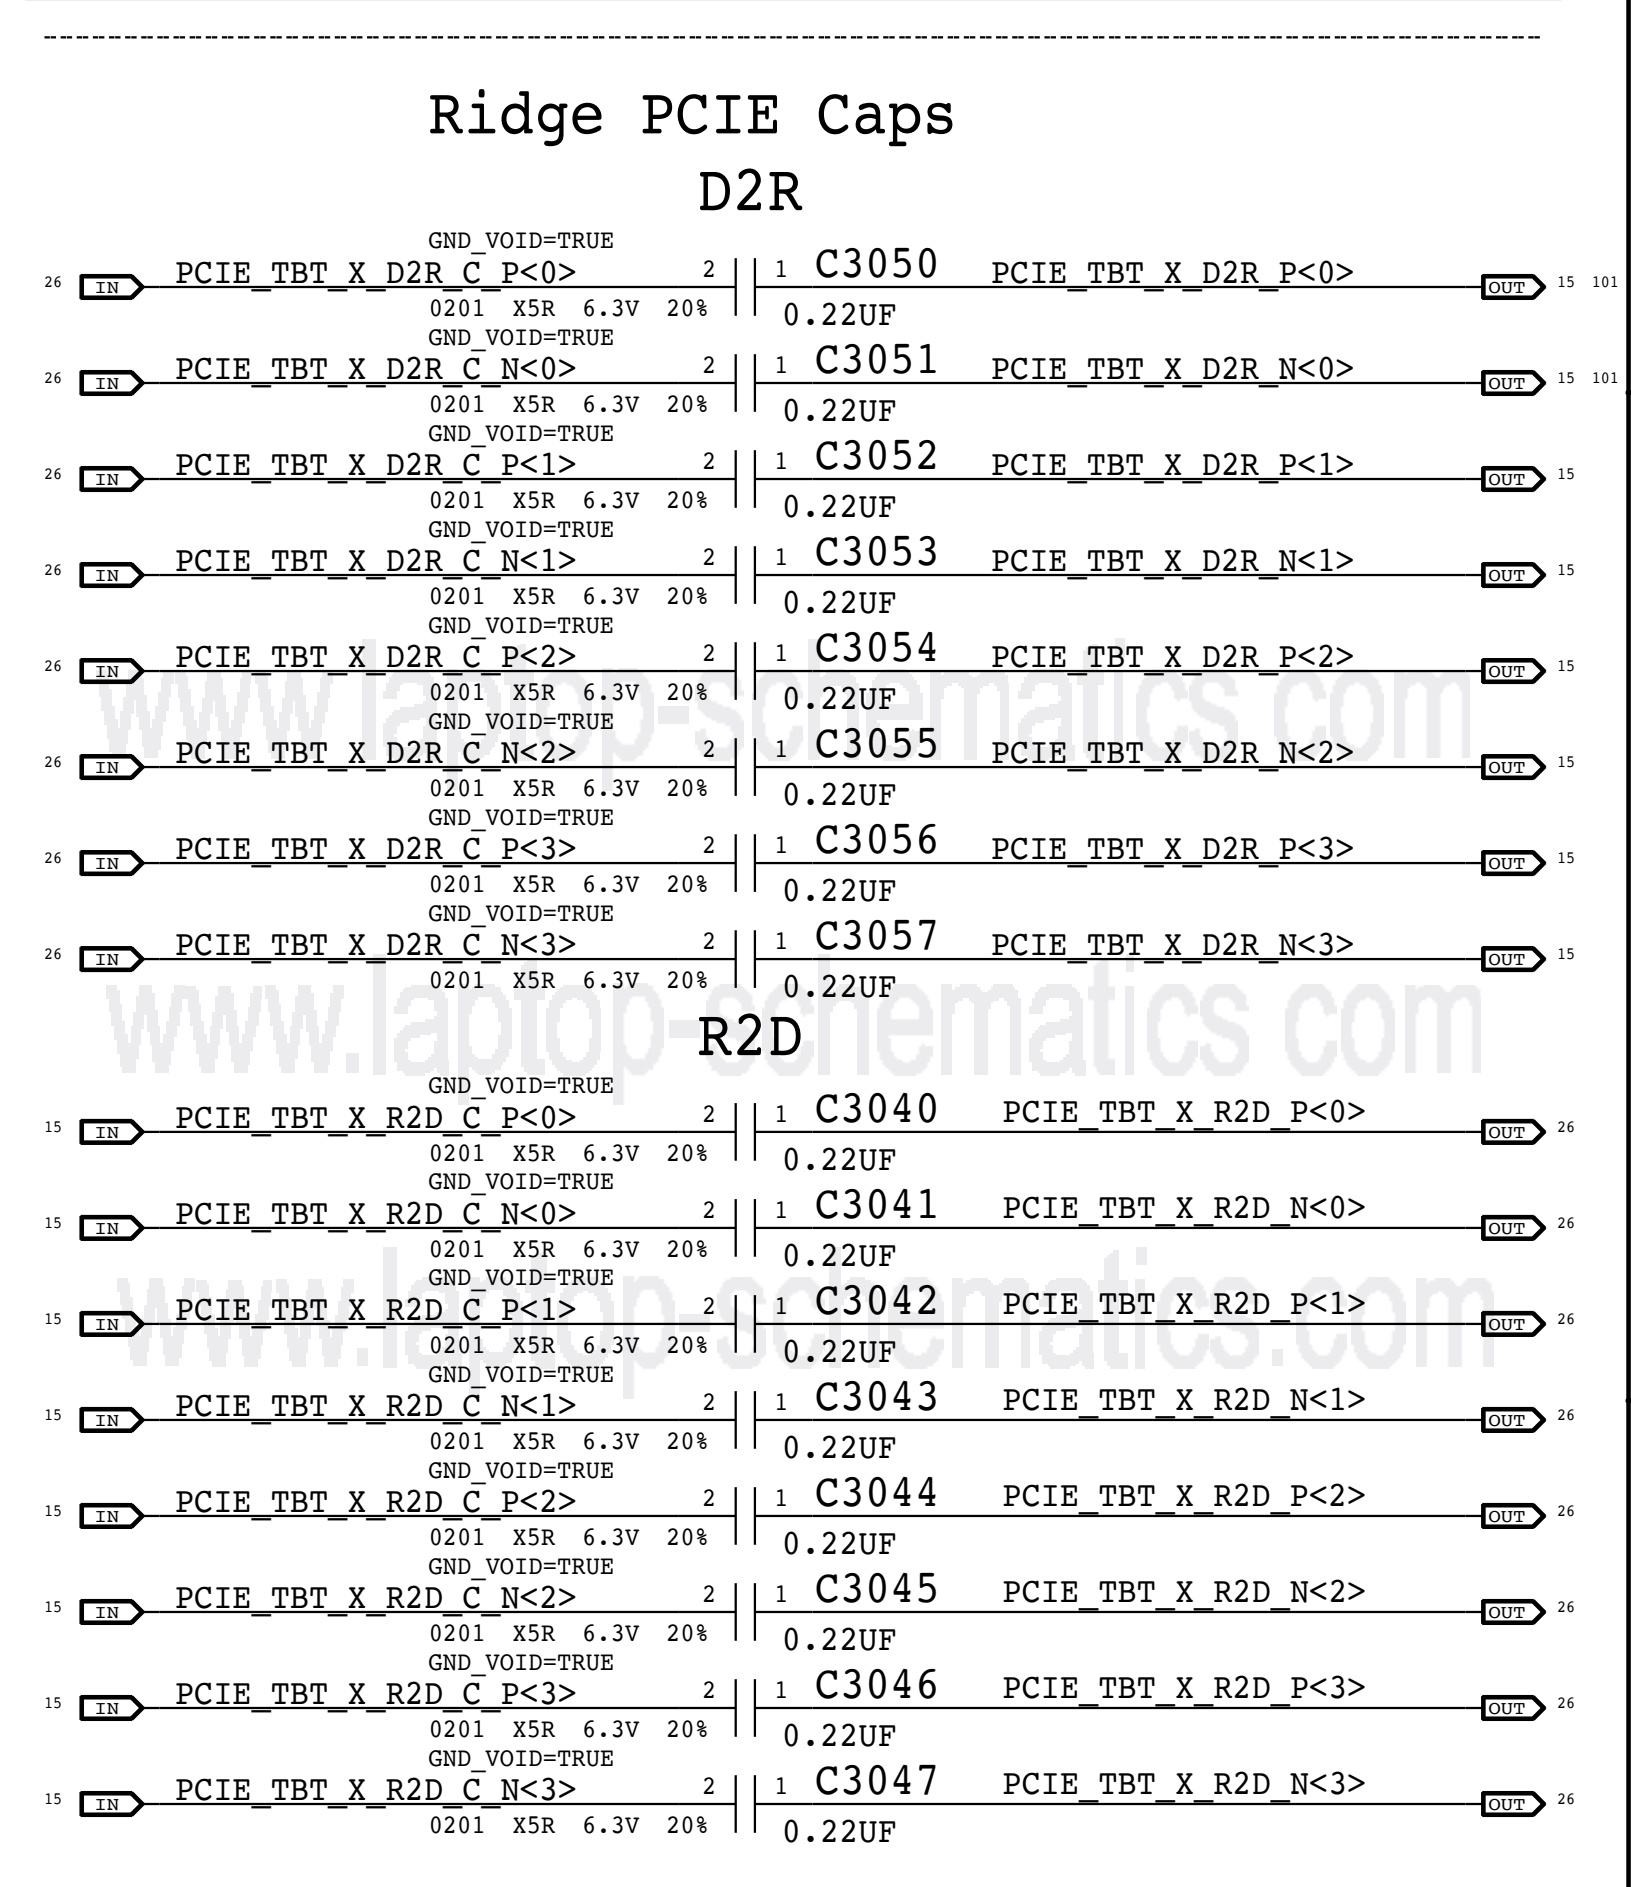 Ridge PCIE Caps
D2R
GND_VOID=TRUE
26 IN PCIE_TBT_X_D2R_C_P<0> 2 1 C3050 PCIE_TBT_X_D2R_P<0> OUT 15 101
0201 X5R 6.3V 20% 0.22UF
GND_VOID=TRUE
26 IN PCIE_TBT_X_D2R_C_N<0> 2 1 C3051 PCIE_TBT_X_D2R_N<0> OUT 15 101
0201 X5R 6.3V 20% 0.22UF
GND_VOID=TRUE
26 IN PCIE_TBT_X_D2R_C_P<1> 2 1 C3052 PCIE_TBT_X_D2R_P<1> OUT 15
0201 X5R 6.3V 20% 0.22UF
GND_VOID=TRUE
26 IN PCIE_TBT_X_D2R_C_N<1> 2 1 C3053 PCIE_TBT_X_D2R_N<1> OUT 15
0201 X5R 6.3V 20% 0.22UF
GND_VOID=TRUE
26 IN PCIE_TBT_X_D2R_C_P<2> 2 1 C3054 PCIE_TBT_X_D2R_P<2> OUT 15
www.laptop-schematics.com
0201 X5R 6.3V 20% 0.22UF
GND_VOID=TRUE
26 IN PCIE_TBT_X_D2R_C_N<2> 2 1 C3055 PCIE_TBT_X_D2R_N<2> OUT 15
0201 X5R 6.3V 20% 0.22UF
GND_VOID=TRUE
26 IN PCIE_TBT_X_D2R_C_P<3> 2 1 C3056 PCIE_TBT_X_D2R_P<3> OUT 15
0201 X5R 6.3V 20% 0.22UF
GND_VOID=TRUE
26 IN PCIE_TBT_X_D2R_C_N<3> 2 1 C3057 PCIE_TBT_X_D2R_N<3> OUT 15
0201 X5R 6.3V 20% 0.22UF
www.laptop-schematics.com
R2D
GND_VOID=TRUE
15 IN PCIE_TBT_X_R2D_C_P<0> 2 1 C3040 PCIE_TBT_X_R2D_P<0> OUT 26
0201 X5R 6.3V 20% 0.22UF
GND_VOID=TRUE
15 IN PCIE_TBT_X_R2D_C_N<0> 2 1 C3041 PCIE_TBT_X_R2D_N<0> OUT 26
0201 X5R 6.3V 20% 0.22UF
GND_VOID=TRUE
15 IN PCIE_TBT_X_R2D_C_P<1> 2 1 C3042 PCIE_TBT_X_R2D_P<1> OUT 26
www.laptop-schematics.com
0201 X5R 6.3V 20% 0.22UF
GND_VOID=TRUE
15 IN PCIE_TBT_X_R2D_C_N<1> 2 1 C3043 PCIE_TBT_X_R2D_N<1> OUT 26
0201 X5R 6.3V 20% 0.22UF
GND_VOID=TRUE
15 IN PCIE_TBT_X_R2D_C_P<2> 2 1 C3044 PCIE_TBT_X_R2D_P<2> OUT 26
0201 X5R 6.3V 20% 0.22UF
GND_VOID=TRUE
15 IN PCIE_TBT_X_R2D_C_N<2> 2 1 C3045 PCIE_TBT_X_R2D_N<2> OUT 26
0201 X5R 6.3V 20% 0.22UF
GND_VOID=TRUE
15 IN PCIE_TBT_X_R2D_C_P<3> 2 1 C3046 PCIE_TBT_X_R2D_P<3> OUT 26
0201 X5R 6.3V 20% 0.22UF
GND_VOID=TRUE
15 IN PCIE_TBT_X_R2D_C_N<3> 2 1 C3047 PCIE_TBT_X_R2D_N<3> OUT 26
0201 X5R 6.3V 20% 0.22UF